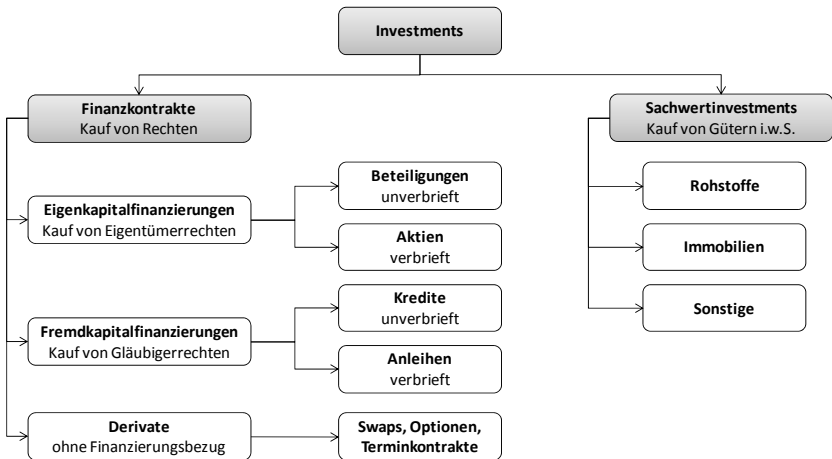 Investments
Finanzkontrakte
Kauf von Rechten
Sachwertinvestments
Kauf von Gütern i.w.S.
Beteiligungen
unverbrieft
Rohstoffe
Eigenkapitalfinanzierungen
Kauf von Eigentümerrechten
Aktien
verbrieft
Immobilien
Kredite
unverbrieft
Sonstige
Fremdkapitalfinanzierungen
Kauf von Gläubigerrechten
Anleihen
verbrieft
Derivate
ohne Finanzierungsbezug
Swaps, Optionen,
Terminkontrakte